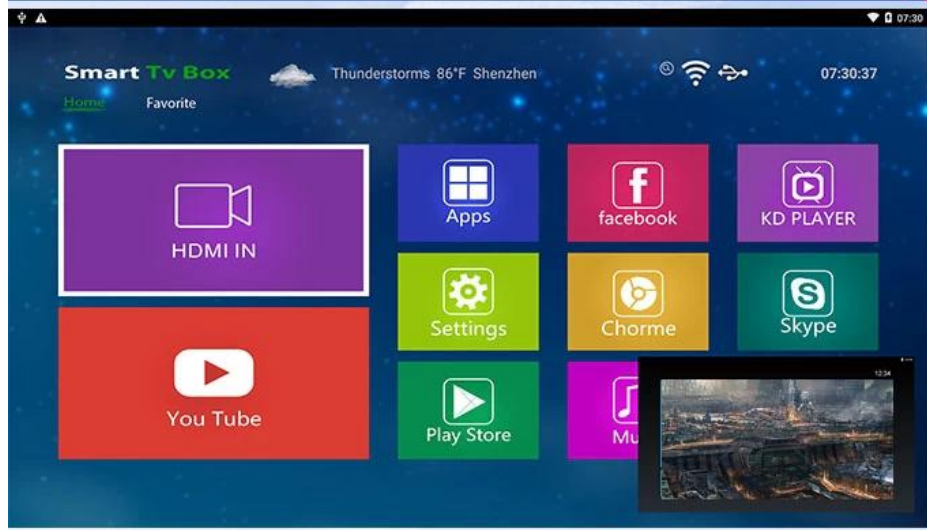 07:30
Smart Tv Box
Thunderstorms 86°F Shenzhen
07:30:37
Home
Favorite
HDMI IN
Apps
facebook
KD PLAYER
Settings
Chorme
Skype
You Tube
Play Store
Mu
12:34